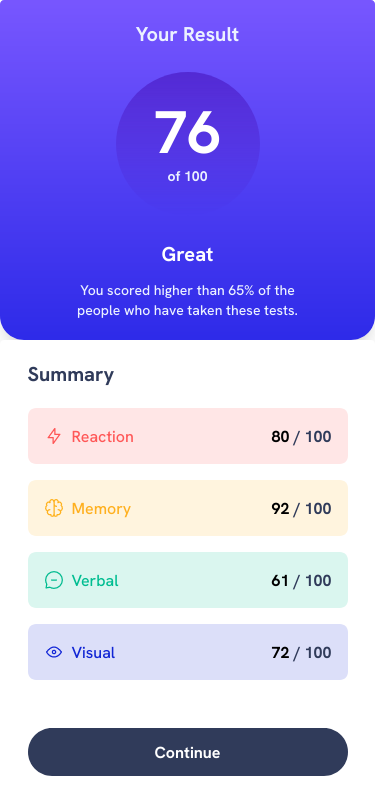 Your Result
76
of 100
Great
You scored higher than 65% of the
people who have taken these tests.
Summary
Reaction 80 / 100
Memory 92 / 100
Verbal 61 / 100
Visual 72 / 100
Continue